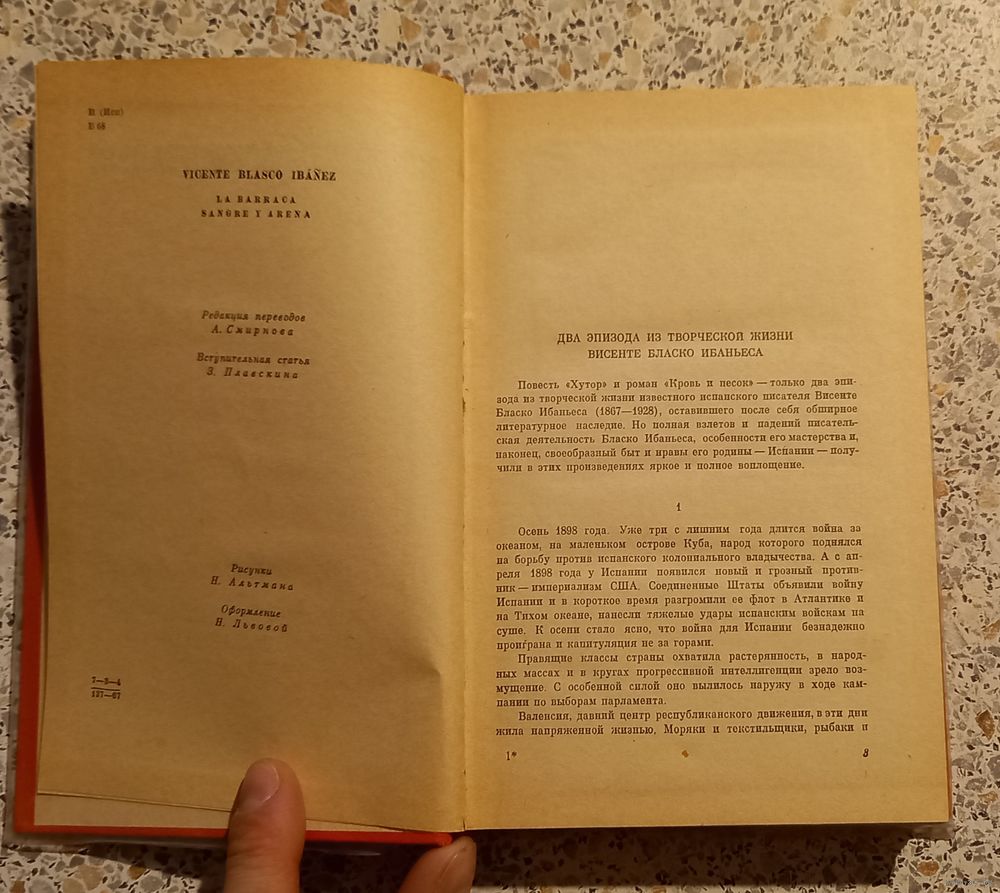 И (Исп)
Б 68
VICENTE BLASCO IBÁÑEZ
LA BARRACA
SANGRE Y ARENA
Редакция переводов
А. Смирнова
Вступительная статья
З. Плавскина
Рисунки
Н. Альтмана
Оформление
Н. Львовой
7—3—4
137—67
ДВА ЭПИЗОДА ИЗ ТВОРЧЕСКОЙ ЖИЗНИ
ВИСЕНТЕ БЛАСКО ИБАНЬЕСА
Повесть «Хутор» и роман «Кровь и песок» — только два эпи-
зода из творческой жизни известного испанского писателя Висенте
Бласко Ибаньеса (1867—1928), оставившего после себя обширное
литературное наследие. Но полная взлетов и падений писатель-
ская деятельность Бласко Ибаньеса, особенности его мастерства и,
наконец, своеобразный быт и нравы его родины — Испании — полу-
чили в этих произведениях яркое и полное воплощение.
1
Осень 1898 года. Уже три с лишним года длится война за
океаном, на маленьком острове Куба, народ которого поднялся
на борьбу против испанского колониального владычества. А с ап-
реля 1898 года у Испании появился новый и грозный против-
ник — империализм США. Соединенные Штаты объявили войну
Испании и в короткое время разгромили ее флот в Атлантике и
на Тихом океане, нанесли тяжелые удары испанским войскам на
суше. К осени стало ясно, что война для Испании безнадежно
проиграна и капитуляция не за горами.
Правящие классы страны охватила растерянность, в народ-
ных массах и в кругах прогрессивной интеллигенции зрело воз-
мущение. С особенной силой оно вылилось наружу в ходе кам-
пании по выборам парламента.
Валенсия, давний центр республиканского движения, в эти дни
жила напряженной жизнью. Моряки и текстильщики, рыбаки и
1*
3